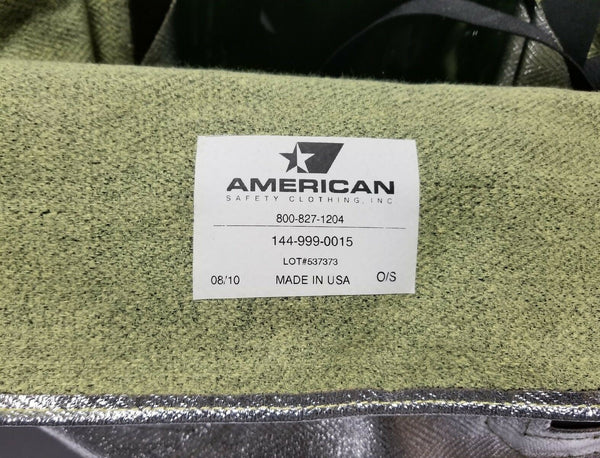 AMERICAN
SAFETY CLOTHING, INC
800-827-1204
144-999-0015
LOT#537373
08/10 MADE IN USA O/S